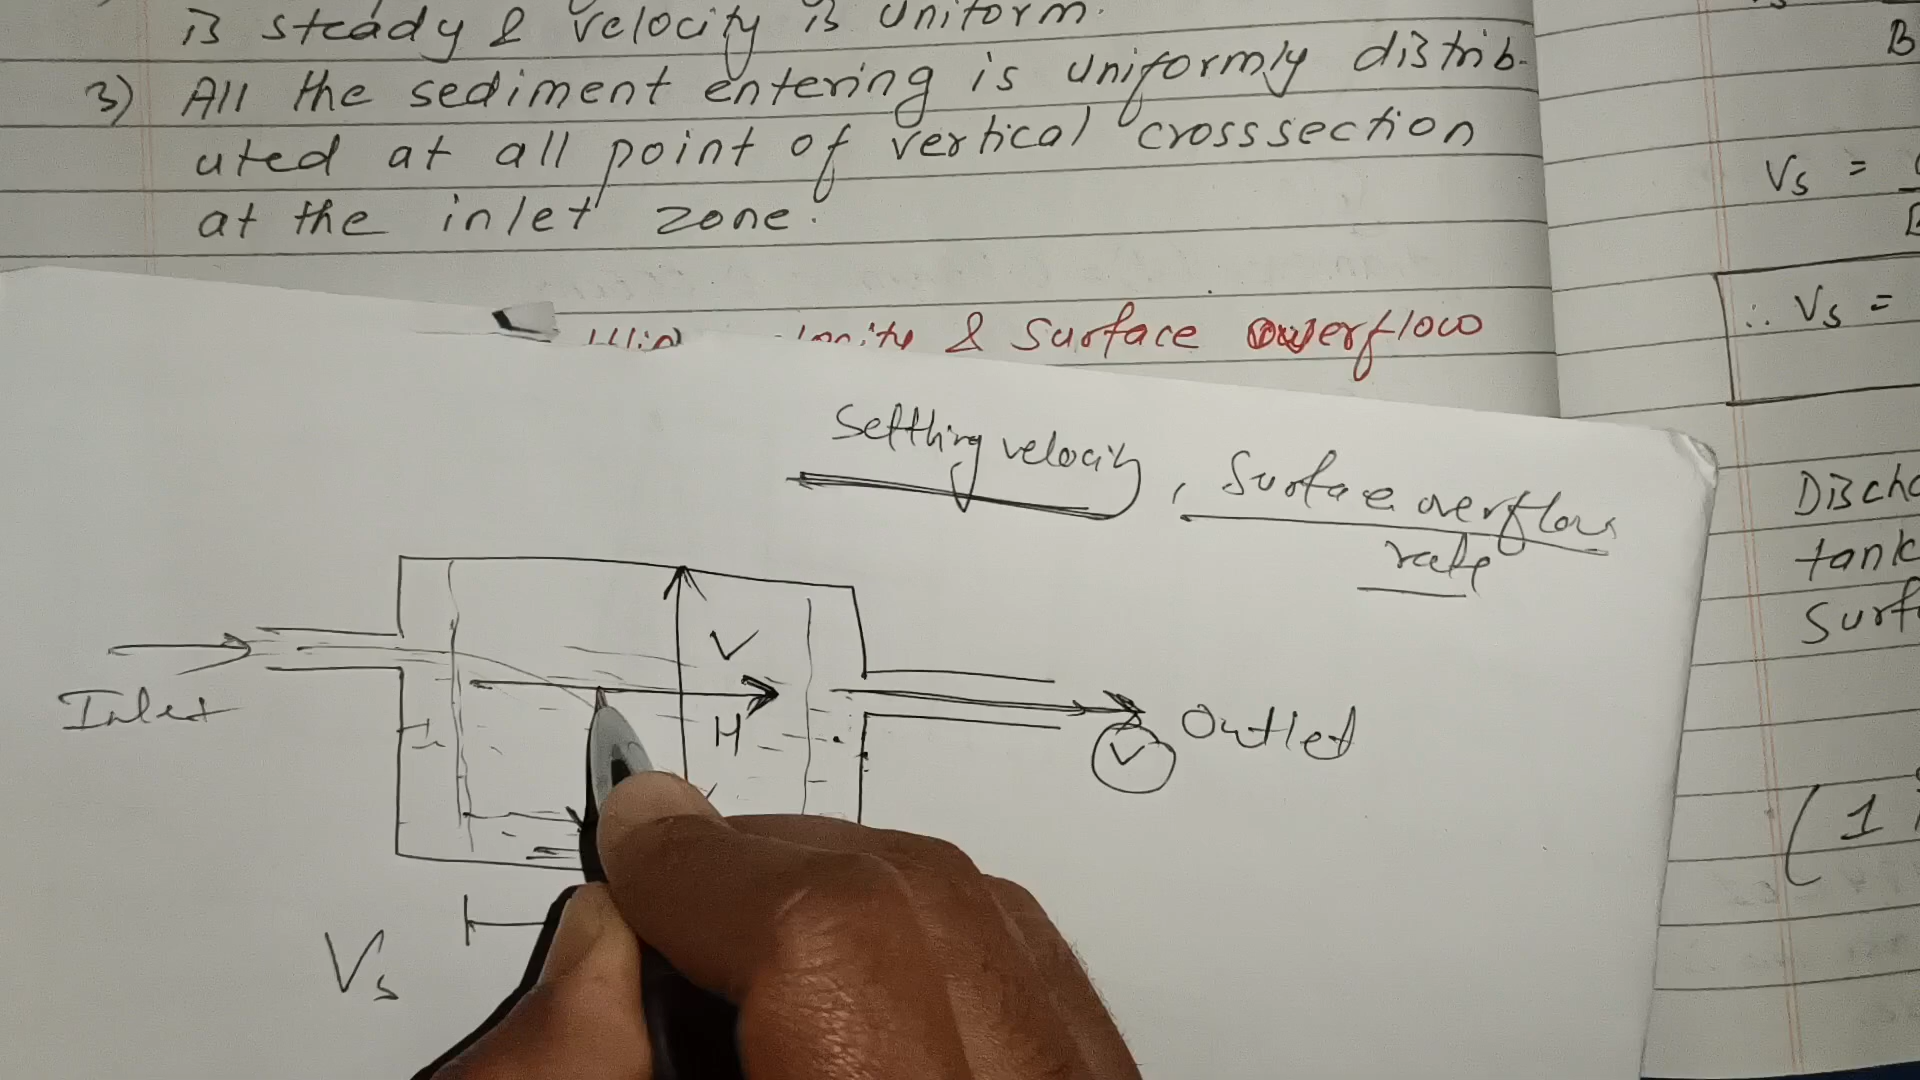 is steady & velocity is uniform.
3) All the sediment entering is uniformly distrib-
uted at all point of vertical crosssection
at the inlet zone.
& Surface overflow
Settling velocity, Surface overflow
rate
Inlet
V
H
Outlet
V
Vs
B
Vs =
∴ Vs =
Discha
tank
Surf
(1